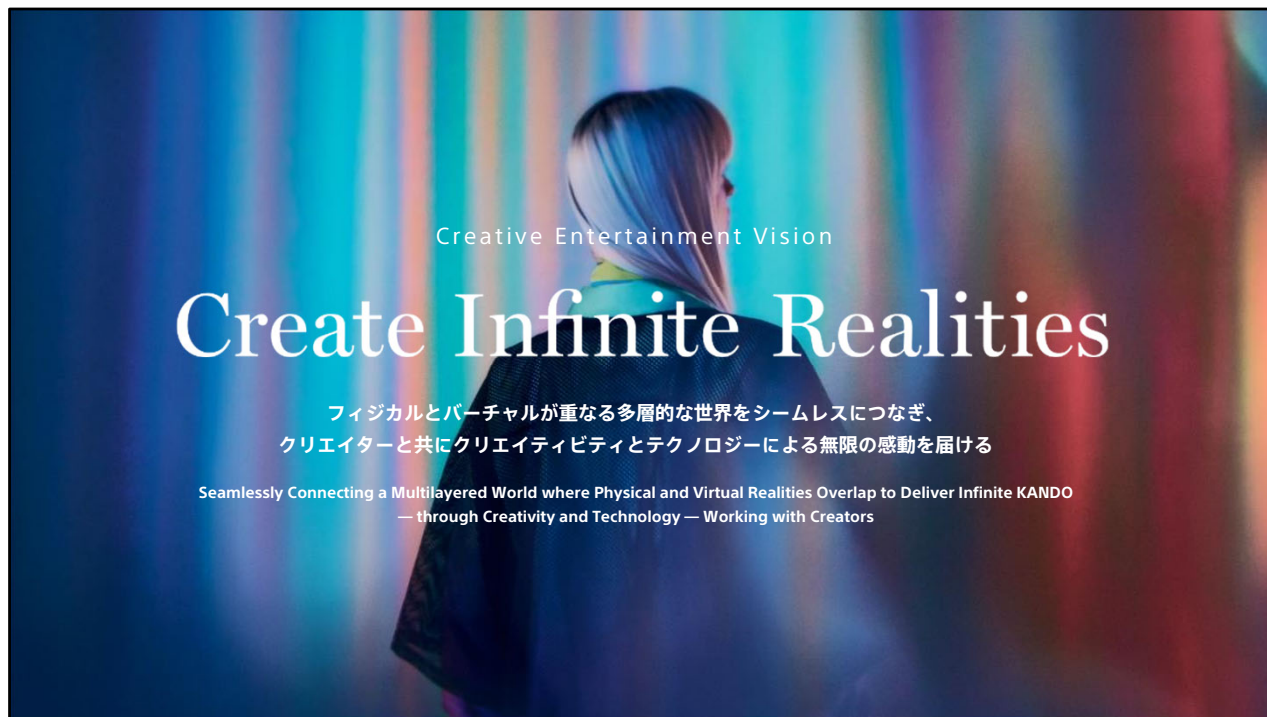 Creative Entertainment Vision
Create Infinite Realities
フィジカルとバーチャルが重なる多層的な世界をシームレスにつなぎ、
クリエイターと共にクリエイティビティとテクノロジーによる無限の感動を届ける
Seamlessly Connecting a Multilayered World where Physical and Virtual Realities Overlap to Deliver Infinite KANDO
— through Creativity and Technology — Working with Creators